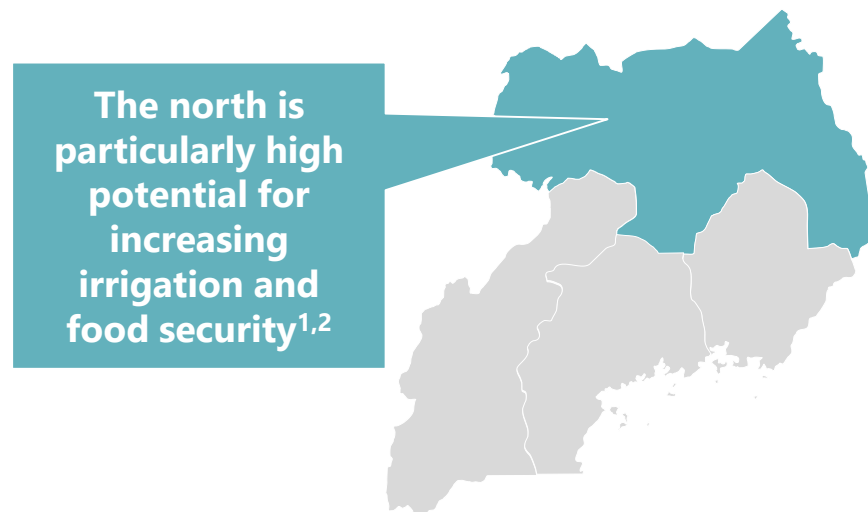 The north is
particularly high
potential for
increasing
irrigation and
food security1,2